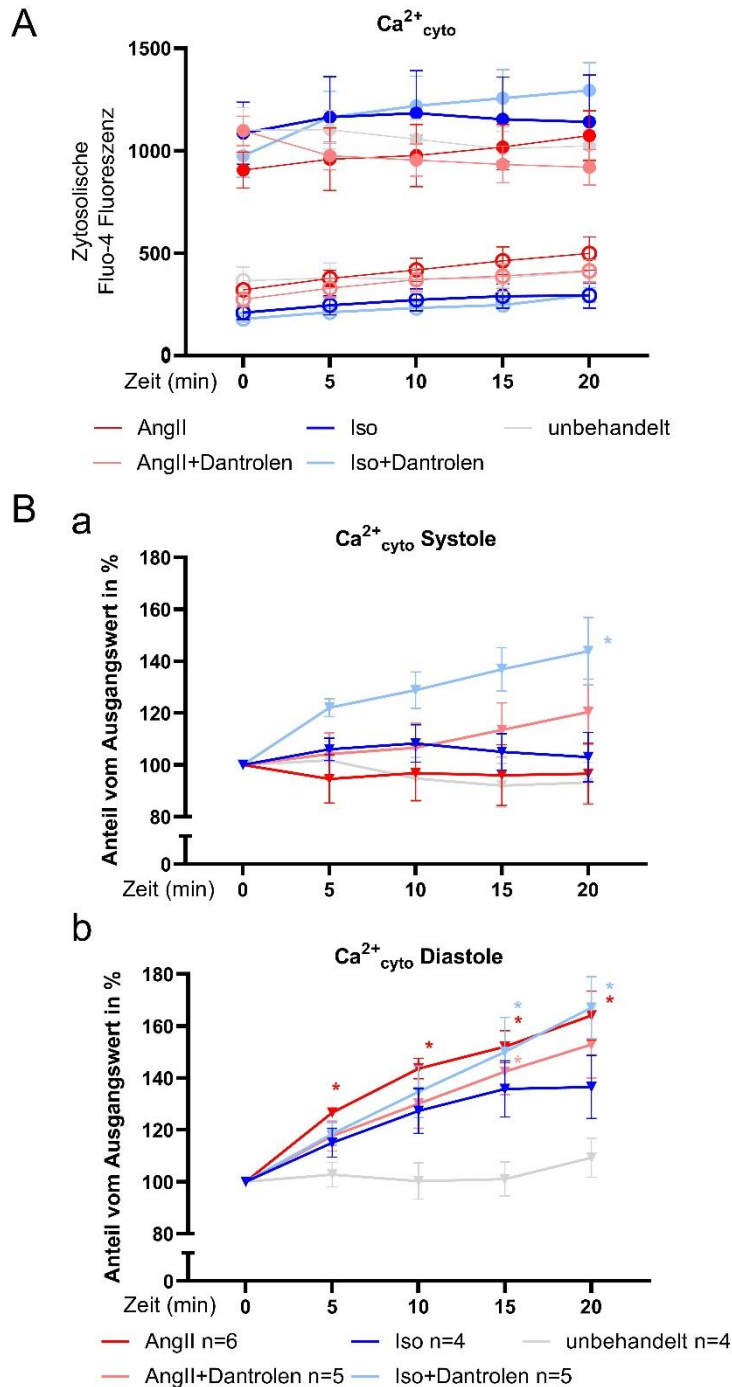 A
Ca2+cyto
Zytosolische
Fluo-4 Fluoreszenz
1500
1000
500
0
Zeit (min) 0 5 10 15 20
AngII Iso unbehandelt
AngII+Dantrolen Iso+Dantrolen
B a
Ca2+cyto Systole
Anteil vom Ausgangswert in %
180
160
140
120
100
80
0
*
Zeit (min) 0 5 10 15 20
b
Ca2+cyto Diastole
Anteil vom Ausgangswert in %
180
160
140
120
100
80
0
* * * * * * *
Zeit (min) 0 5 10 15 20
AngII n=6 Iso n=4 unbehandelt n=4
AngII+Dantrolen n=5 Iso+Dantrolen n=5